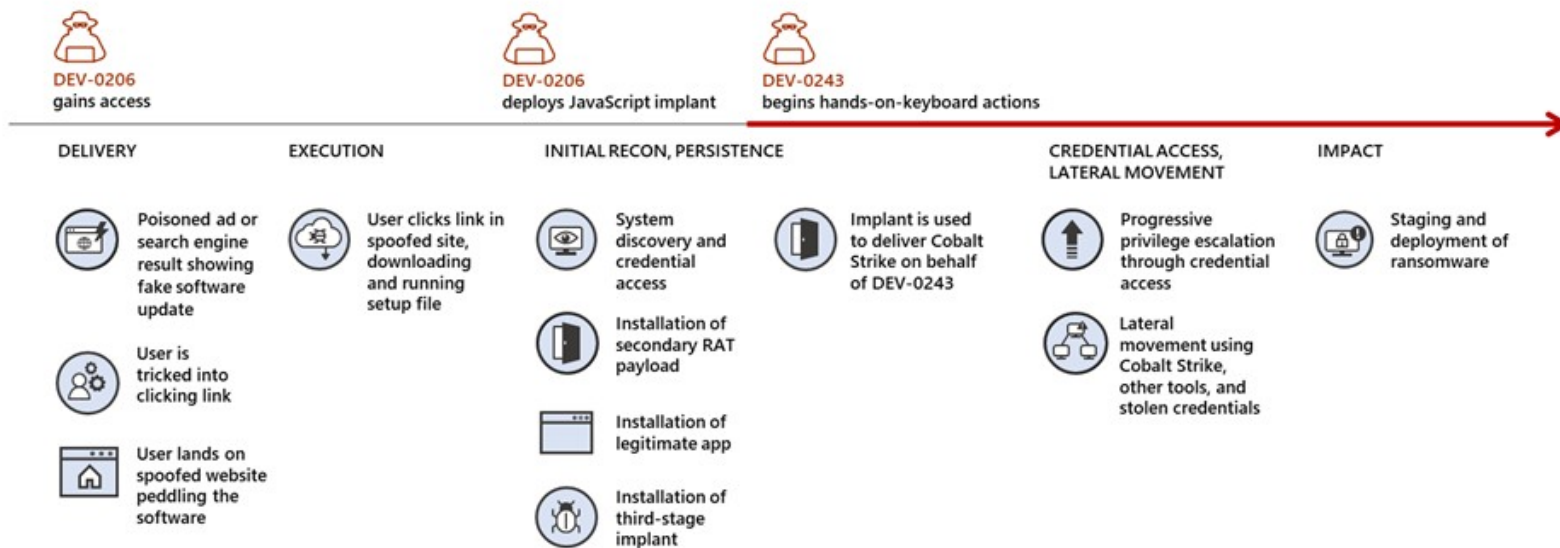 DEV-0206
gains access
DEV-0206
deploys JavaScript implant
DEV-0243
begins hands-on-keyboard actions
DELIVERY
Poisoned ad or
search engine
result showing
fake software
update
User is
tricked into
clicking link
User lands on
spoofed website
peddling the
software
EXECUTION
User clicks link in
spoofed site,
downloading
and running
setup file
INITIAL RECON, PERSISTENCE
System
discovery and
credential
access
Installation of
secondary RAT
payload
Installation of
legitimate app
Installation of
third-stage
implant
Implant is used
to deliver Cobalt
Strike on behalf
of DEV-0243
CREDENTIAL ACCESS,
LATERAL MOVEMENT
Progressive
privilege escalation
through credential
access
Lateral
movement using
Cobalt Strike,
other tools, and
stolen credentials
IMPACT
Staging and
deployment of
ransomware